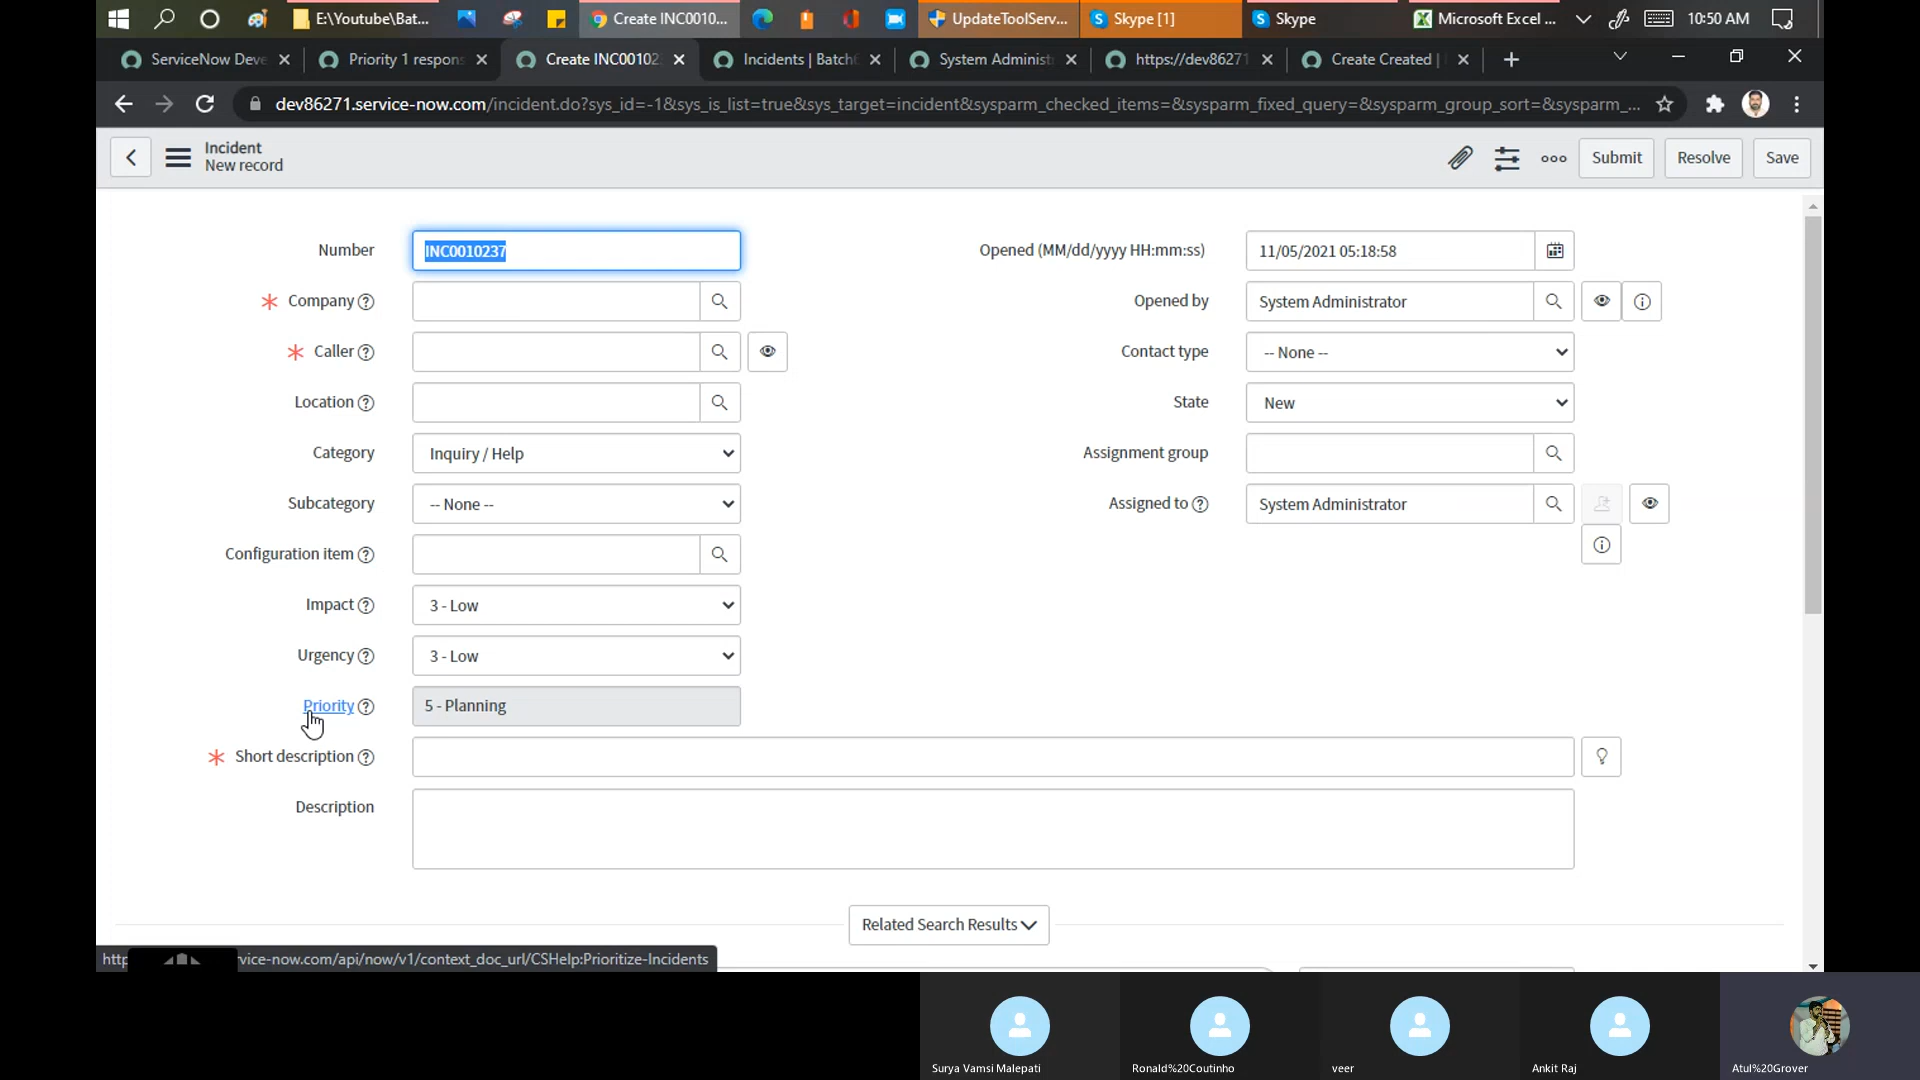 E:\Youtube\Bat...
Create INC0010...
UpdateToolServ...
Skype [1]
Skype
Microsoft Excel ...
10:50 AM
ServiceNow Deve
Priority 1 respons
Create INC00102
Incidents | Batch
System Administ
https://dev86271
Create Created |
dev86271.service-now.com/incident.do?sys_id=-1&sys_is_list=true&sys_target=incident&sysparm_checked_items=&sysparm_fixed_query=&sysparm_group_sort=&sysparm_...
Incident
New record
Submit
Resolve
Save
Number
INC0010237
Opened (MM/dd/yyyy HH:mm:ss)
11/05/2021 05:18:58
Company
Opened by
System Administrator
Caller
Contact type
-- None --
Location
State
New
Category
Inquiry / Help
Assignment group
Subcategory
-- None --
Assigned to
System Administrator
Configuration item
Impact
3 - Low
Urgency
3 - Low
Priority
5 - Planning
Short description
Description
Related Search Results
http
vice-now.com/api/now/v1/context_doc_url/CSHelp:Prioritize-Incidents
Surya Vamsi Malepati
Ronald%20Coutinho
veer
Ankit Raj
Atul%20Grover